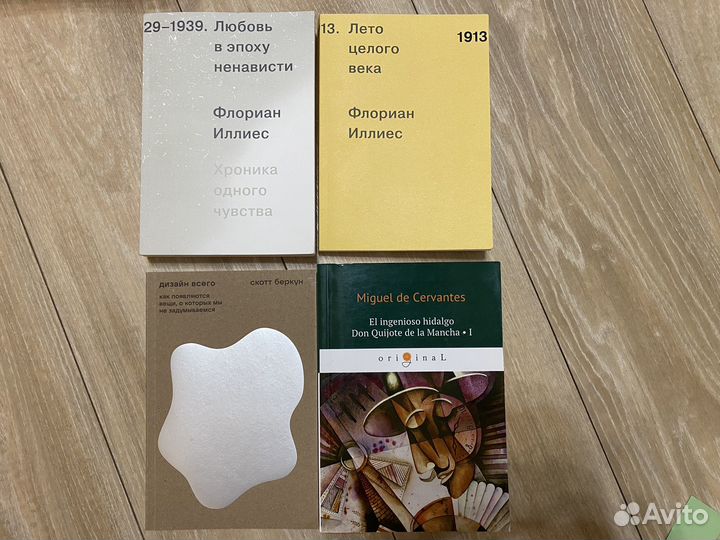 29–1939. Любовь
в эпоху
ненависти
Флориан
Иллиес
Хроника
одного
чувства
13. Лето
целого
века
1913
Флориан
Иллиес
дизайн всего
скотт беркун
как появляются
вещи, о которых мы
не задумываемся
Miguel de Cervantes
El ingenioso hidalgo
Don Quijote de la Mancha • I
original
Avito